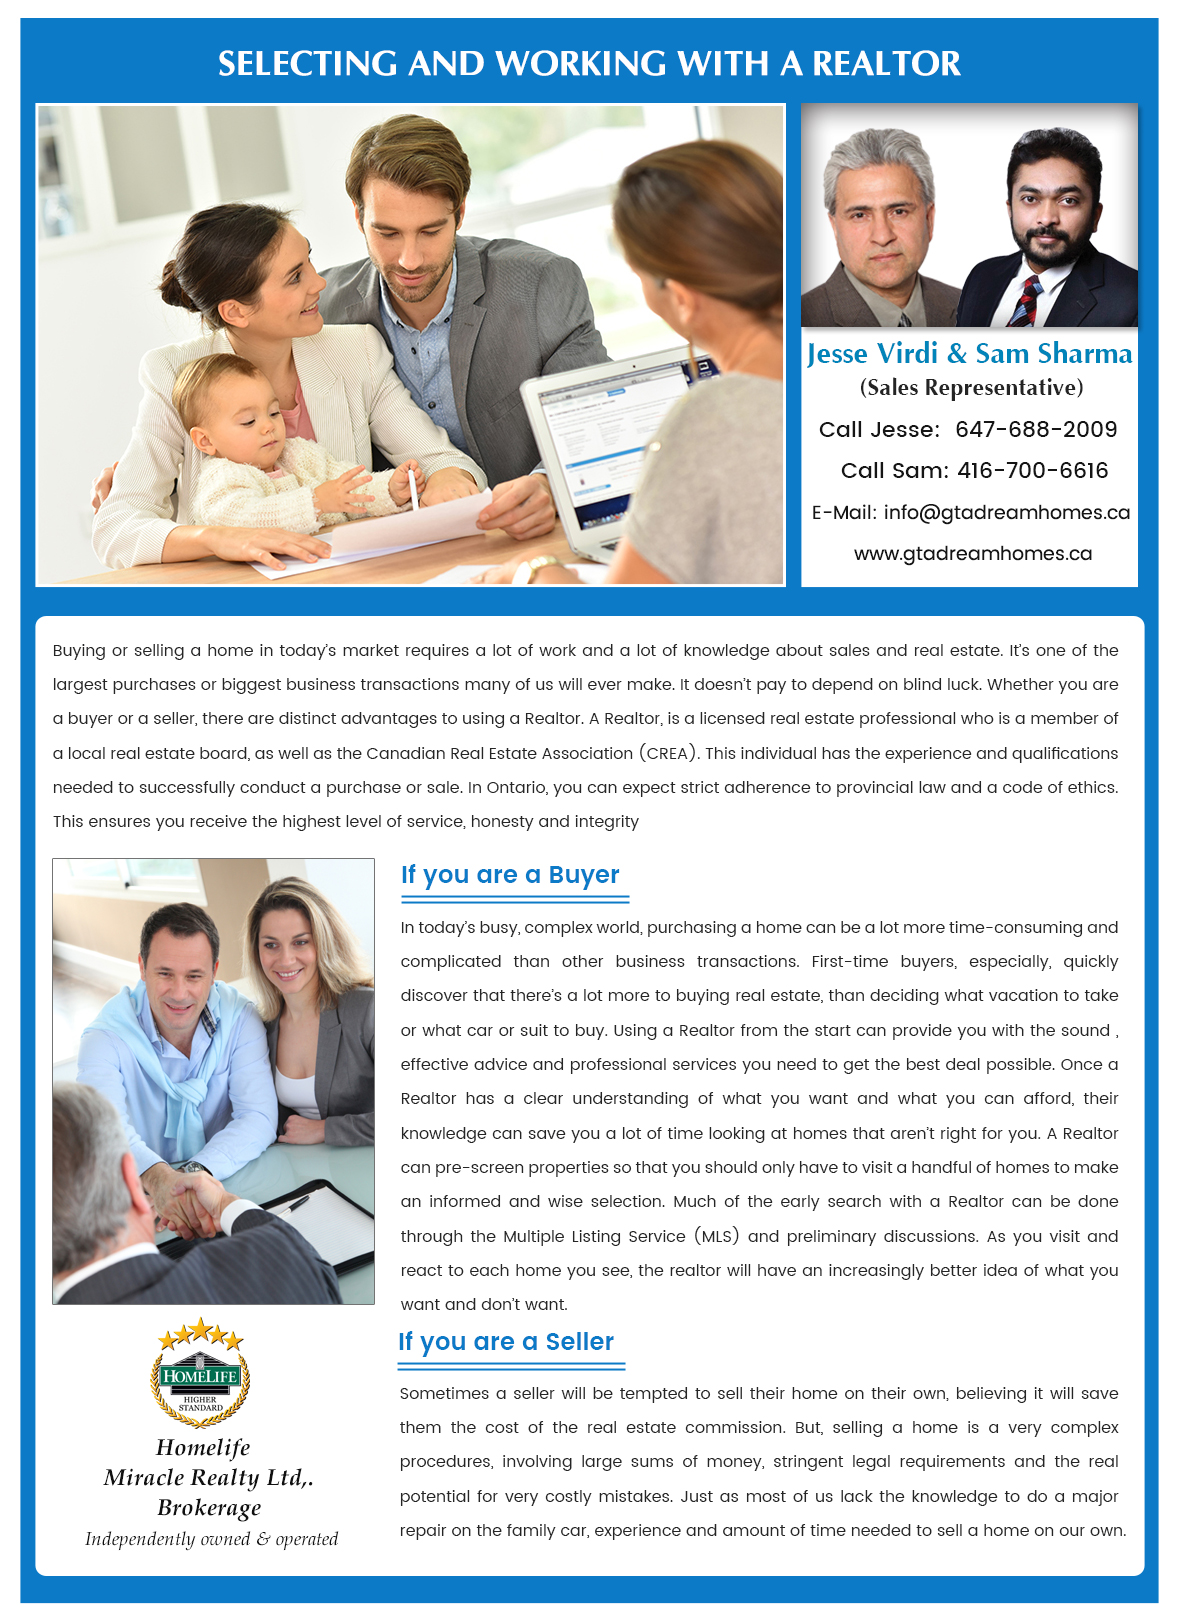 SELECTING AND WORKING WITH A REALTOR
Jesse Virdi & Sam Sharma
(Sales Representative)
Call Jesse: 647-688-2009
Call Sam: 416-700-6616
E-Mail: info@gtadreamhomes.ca
www.gtadreamhomes.ca
Buying or selling a home in today's market requires a lot of work and a lot of knowledge about sales and real estate. It's one of the
largest purchases or biggest business transactions many of us will ever make. It doesn't pay to depend on blind luck. Whether you are
a buyer or a seller, there are distinct advantages to using a Realtor. A Realtor, is a licensed real estate professional who is a member of
a local real estate board, as well as the Canadian Real Estate Association (CREA). This individual has the experience and qualifications
needed to successfully conduct a purchase or sale. In Ontario, you can expect strict adherence to provincial law and a code of ethics.
This ensures you receive the highest level of service, honesty and integrity
If you are a Buyer
In today's busy, complex world, purchasing a home can be a lot more time-consuming and
complicated than other business transactions. First-time buyers, especially, quickly
discover that there's a lot more to buying real estate, than deciding what vacation to take
or what car or suit to buy. Using a Realtor from the start can provide you with the sound ,
effective advice and professional services you need to get the best deal possible. Once a
Realtor has a clear understanding of what you want and what you can afford, their
knowledge can save you a lot of time looking at homes that aren't right for you. A Realtor
can pre-screen properties so that you should only have to visit a handful of homes to make
an informed and wise selection. Much of the early search with a Realtor can be done
through the Multiple Listing Service (MLS) and preliminary discussions. As you visit and
react to each home you see, the realtor will have an increasingly better idea of what you
want and don't want.
If you are a Seller
Sometimes a seller will be tempted to sell their home on their own, believing it will save
them the cost of the real estate commission. But, selling a home is a very complex
procedures, involving large sums of money, stringent legal requirements and the real
potential for very costly mistakes. Just as most of us lack the knowledge to do a major
repair on the family car, experience and amount of time needed to sell a home on our own.
HOMELIFE
HIGHER
STANDARD
Homelife
Miracle Realty Ltd,.
Brokerage
Independently owned & operated